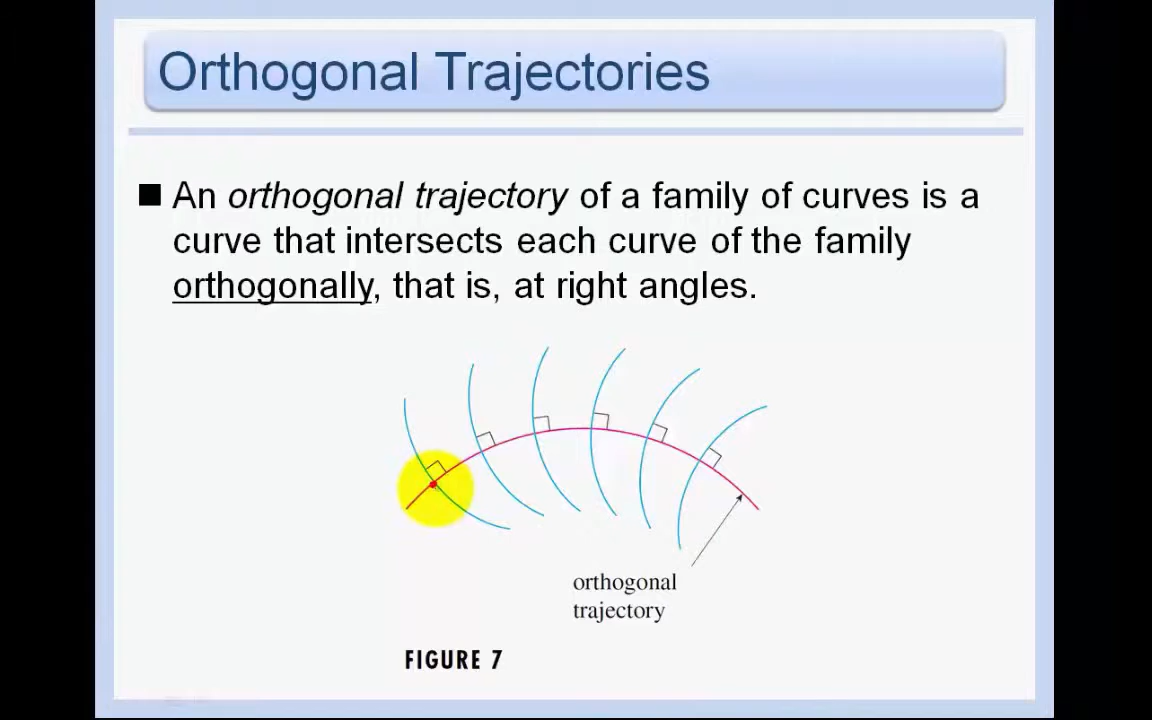 Orthogonal Trajectories
An orthogonal trajectory of a family of curves is a
curve that intersects each curve of the family
orthogonally, that is, at right angles.
orthogonal
trajectory
FIGURE 7